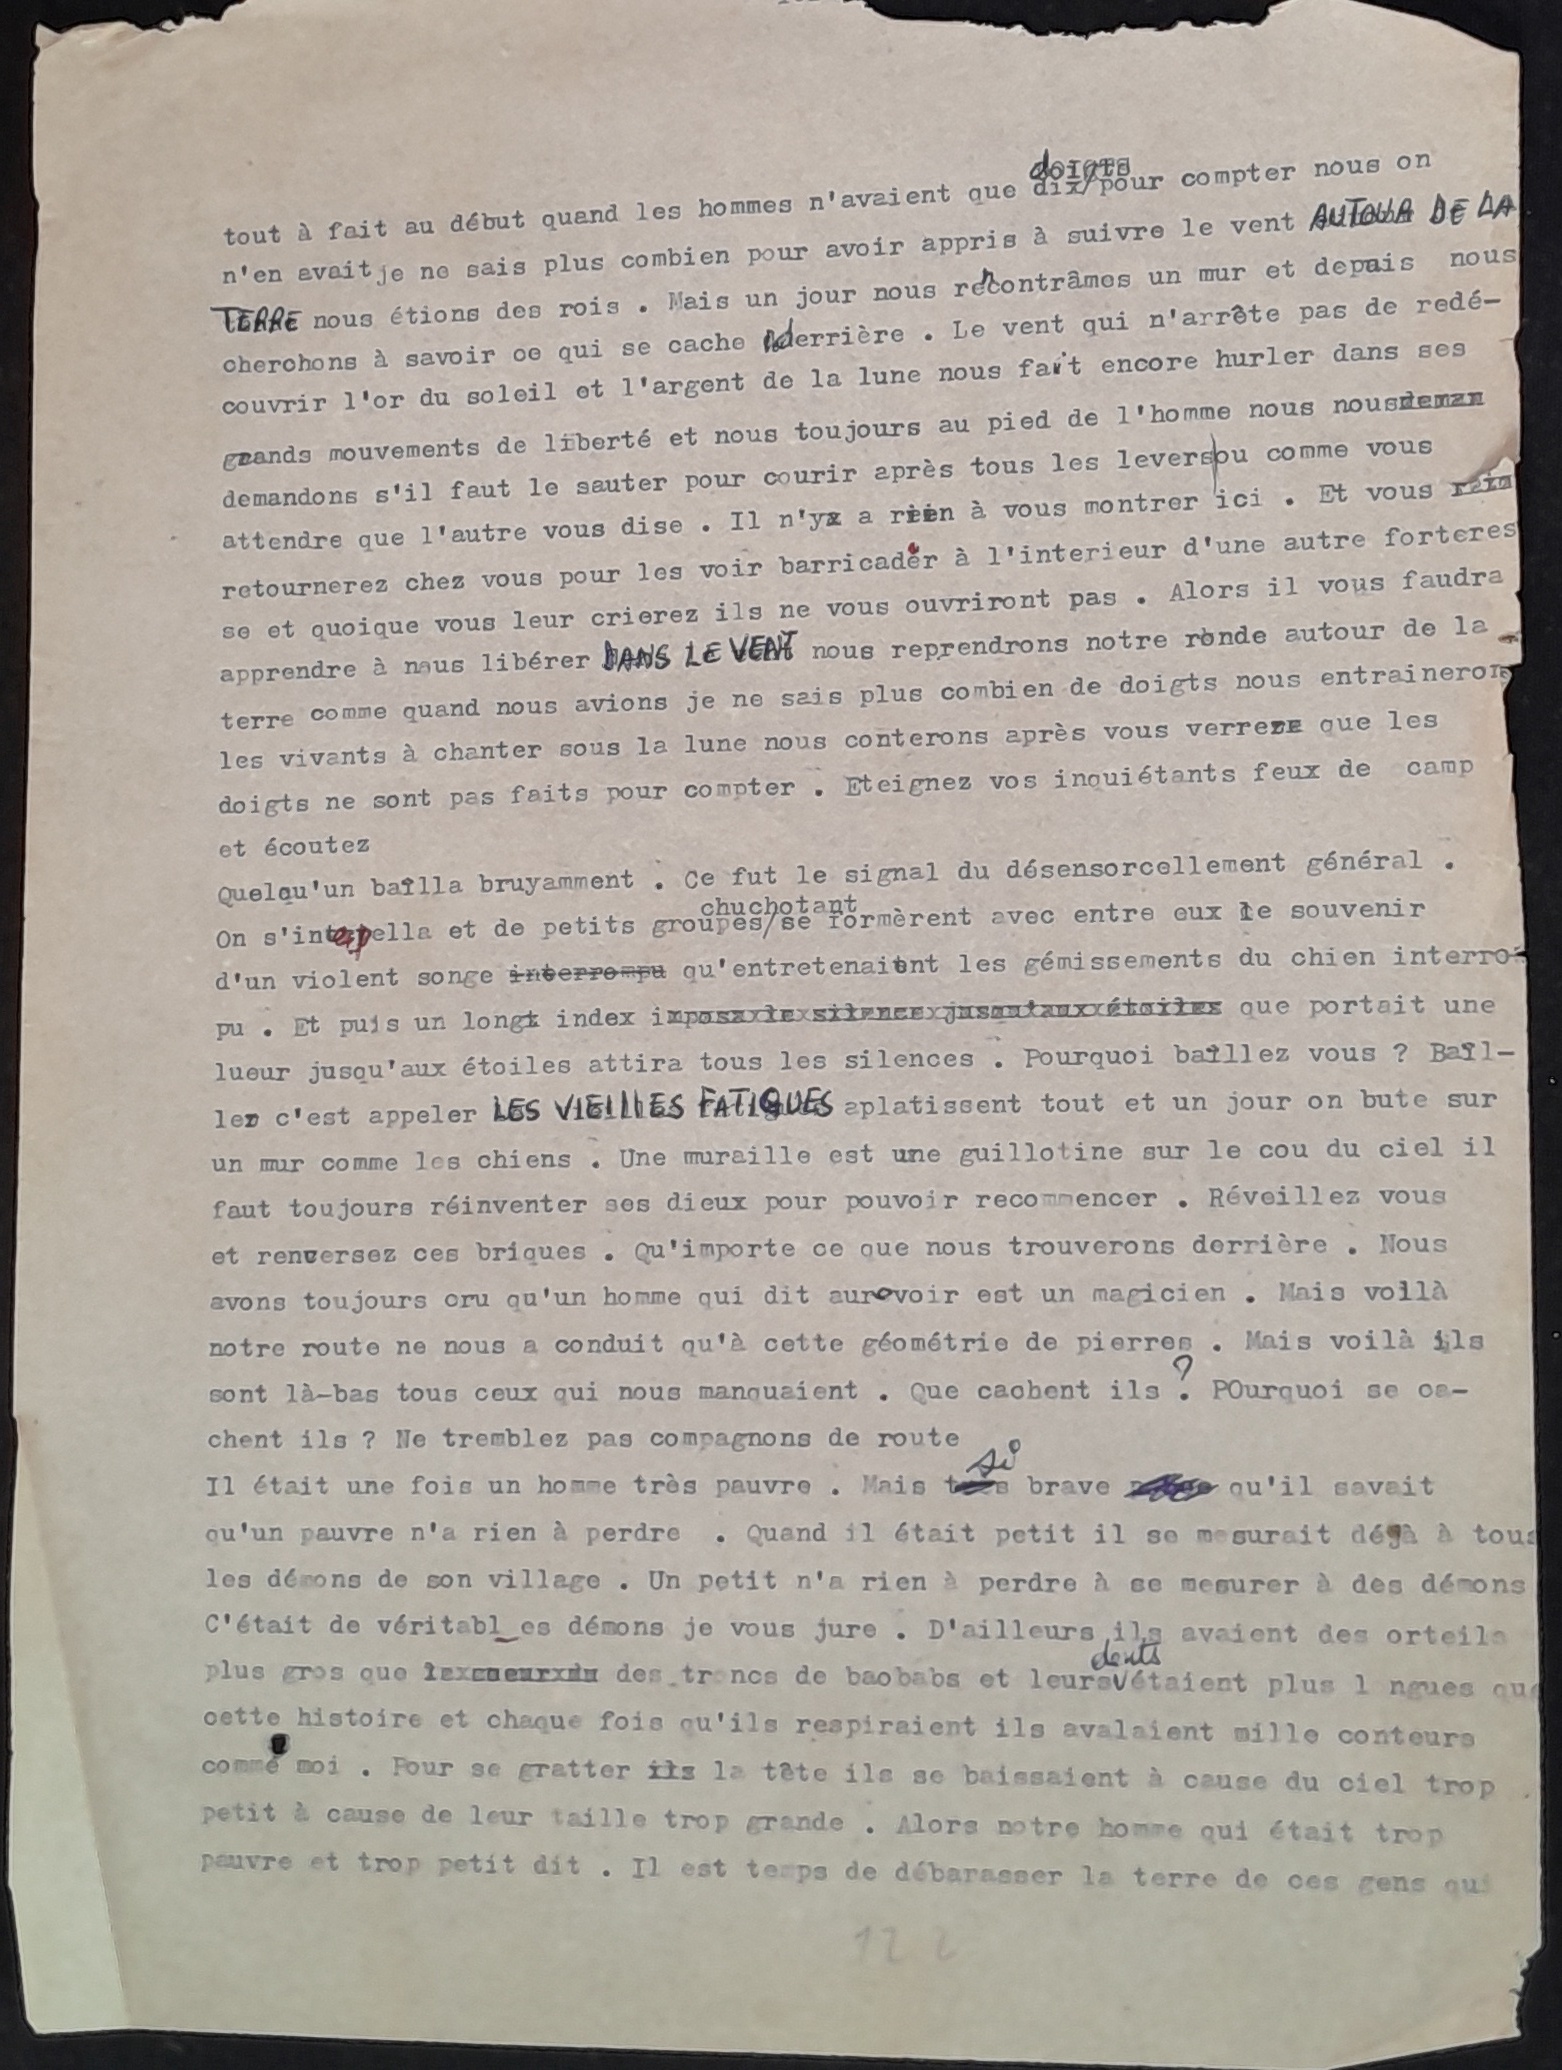 tout à fait au début quand les hommes n'avaient que dix/doigts pour compter nous on
n'en avait je ne sais plus combien pour avoir appris à suivre le vent AUTOUR DE LA
TERRE nous étions des rois . Mais un jour nous rencontrâmes un mur et depuis nous
cherchons à savoir ce qui se cache derrière . Le vent qui n'arrête pas de redé-
couvrir l'or du soleil et l'argent de la lune nous fait encore hurler dans ses
grands mouvements de liberté et nous toujours au pied de l'homme nous nous deman
demandons s'il faut le sauter pour courir après tous les levers ou comme vous
attendre que l'autre vous dise . Il n'y a rien à vous montrer ici . Et vous
retournerez chez vous pour les voir barricader à l'interieur d'une autre forteres
se et quoique vous leur crierez ils ne vous ouvriront pas . Alors il vous faudra
apprendre à nous libérer DANS LE VENT nous reprendrons notre ronde autour de la
terre comme quand nous avions je ne sais plus combien de doigts nous entraineron
les vivants à chanter sous la lune nous conterons après vous verrez que les
doigts ne sont pas faits pour compter . Eteignez vos inquiétants feux de camp
et écoutez
Quelqu'un baîlla bruyamment . Ce fut le signal du désensorcellement général .
On s'interpella et de petits groupes/chuchotant se formèrent avec entre eux le souvenir
d'un violent songe interrompu qu'entretenaient les gémissements du chien interro-
pu . Et puis un long index imposa le silence jusqu'aux étoiles que portait une
lueur jusqu'aux étoiles attira tous les silences . Pourquoi baîllez vous ? Baîl-
ler c'est appeler LES VIEILLES FATIGUES aplatissent tout et un jour on bute sur
un mur comme les chiens . Une muraille est une guillotine sur le cou du ciel il
faut toujours réinventer ses dieux pour pouvoir recommencer . Réveillez vous
et renversez ces briques . Qu'importe ce que nous trouverons derrière . Nous
avons toujours cru qu'un homme qui dit aurevoir est un magicien . Mais voilà
notre route ne nous a conduit qu'à cette géométrie de pierres . Mais voilà ils
sont là-bas tous ceux qui nous manquaient . Que cachent ils ? POurquoi se ca-
chent ils ? Ne tremblez pas compagnons de route
Il était une fois un homme très pauvre . Mais si brave qu'il savait
qu'un pauvre n'a rien à perdre . Quand il était petit il se mesurait déjà à tous
les démons de son village . Un petit n'a rien à perdre à se mesurer à des démons
C'était de véritables démons je vous jure . D'ailleurs ils avaient des orteils
plus gros que le coeur du des troncs de baobabs et leurs dents étaient plus l ngues que
cette histoire et chaque fois qu'ils respiraient ils avalaient mille conteurs
comme moi . Pour se gratter ils la tête ils se baissaient à cause du ciel trop
petit à cause de leur taille trop grande . Alors notre homme qui était trop
pauvre et trop petit dit . Il est temps de débarasser la terre de ces gens qui
122